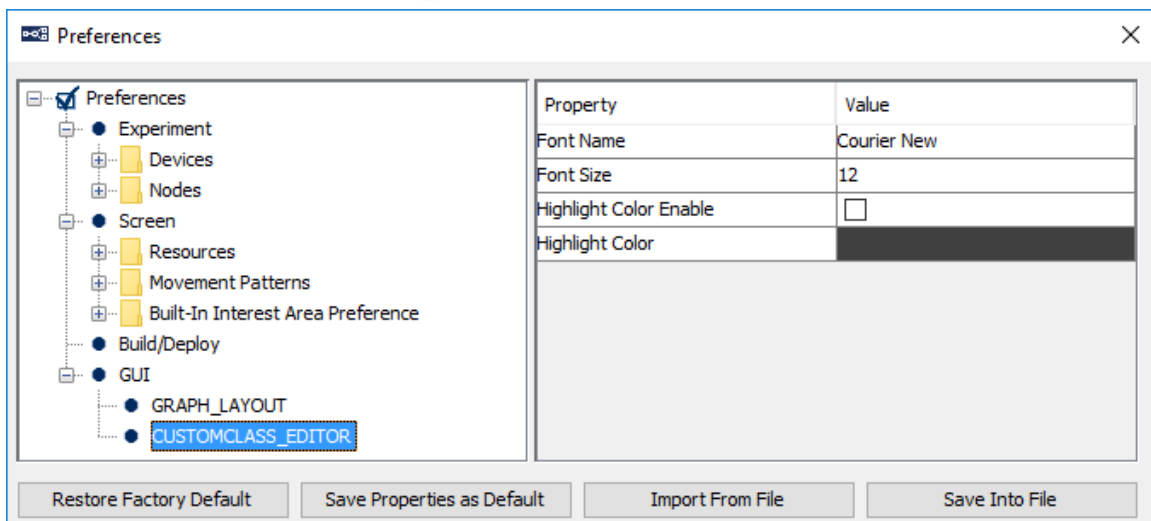 Preferences
Preferences
Experiment
Devices
Nodes
Screen
Resources
Movement Patterns
Built-In Interest Area Preference
Build/Deploy
GUI
GRAPH_LAYOUT
CUSTOMCLASS_EDITOR
Property Value
Font Name Courier New
Font Size 12
Highlight Color Enable
Highlight Color
Restore Factory Default Save Properties as Default Import From File Save Into File